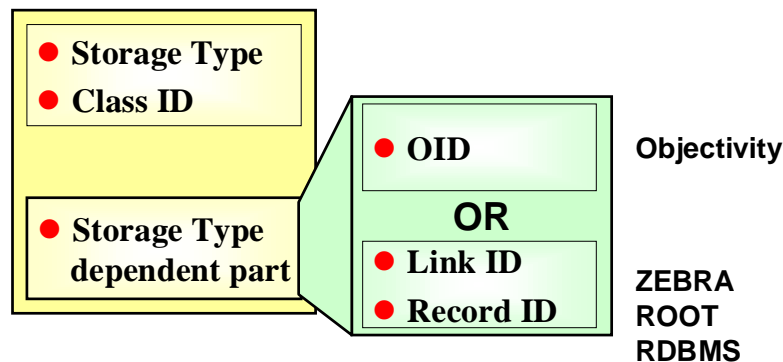 Storage Type
Class ID
Storage Type
dependent part
OID
OR
Link ID
Record ID
Objectivity
ZEBRA
ROOT
RDBMS